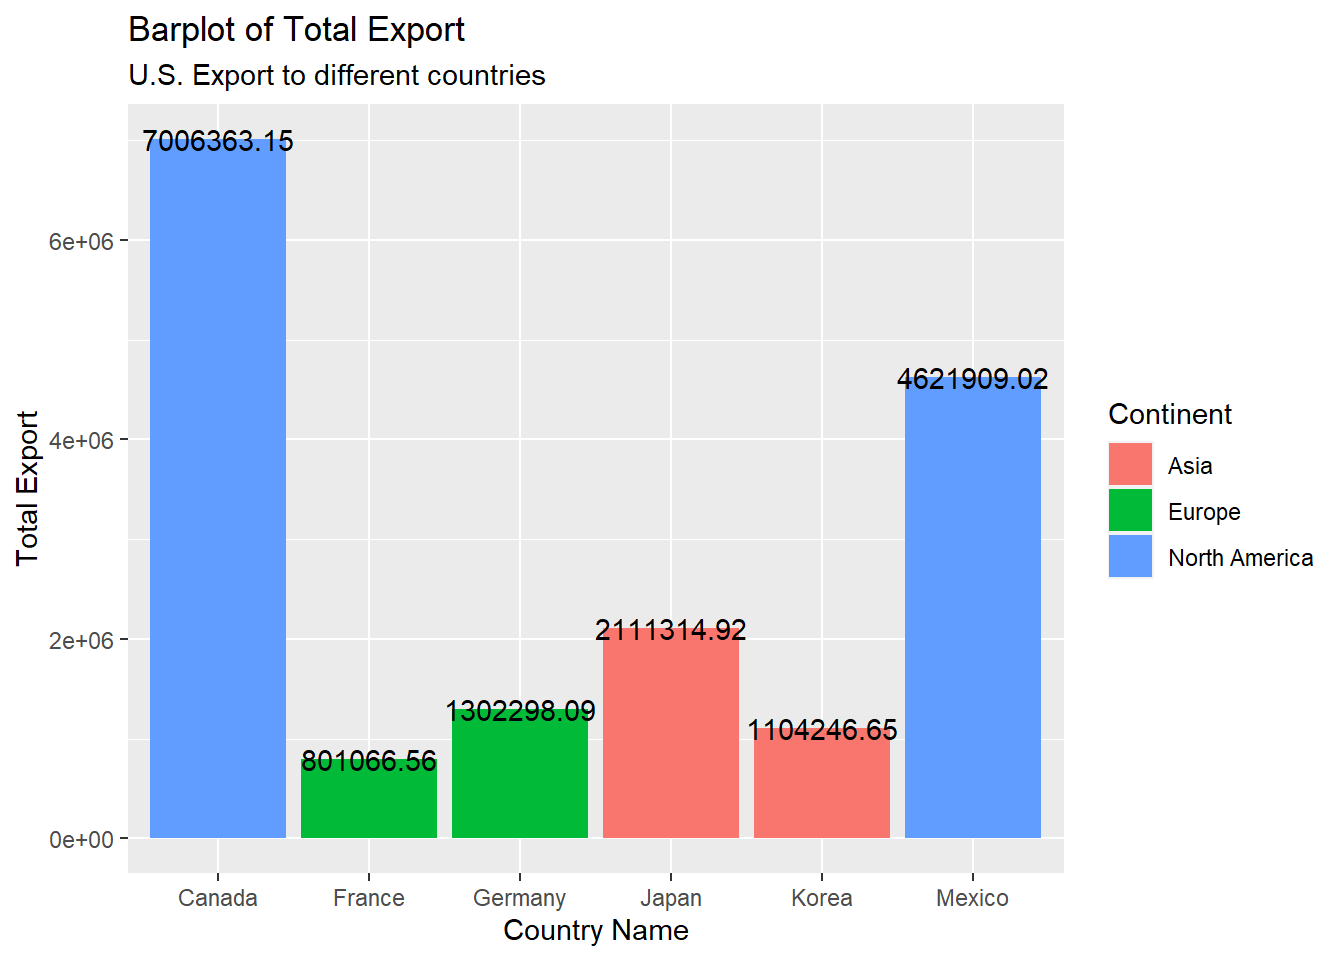 Barplot of Total Export
U.S. Export to different countries
7006363.15
801066.56
1302298.09
2111314.92
1104246.65
4621909.02
6e+06
4e+06
2e+06
0e+00
Total Export
Canada France Germany Japan Korea Mexico
Country Name
Continent
Asia
Europe
North America